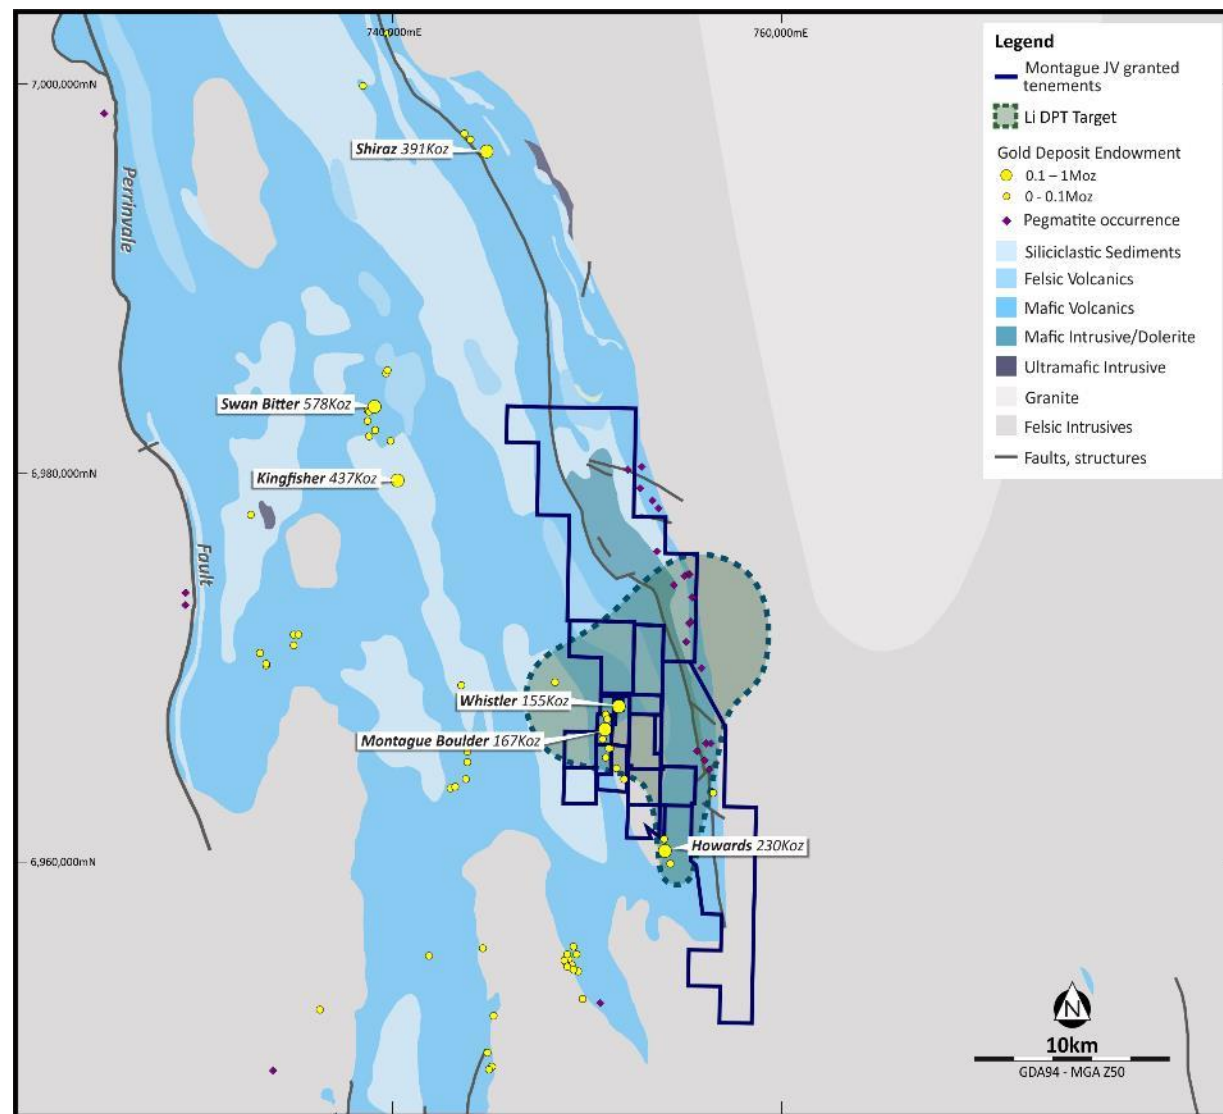 740,000mE
760,000mE
7,000,000mN
Shiraz 391Koz
Perrinvale
Swan Bitter 578Koz
6,980,000mN
Kingfisher 437Koz
Fault
Whistler 155Koz
Montague Boulder 167Koz
Howards 230Koz
6,960,000mN
Legend
Montague JV granted
tenements
Li DPT Target
Gold Deposit Endowment
0.1 – 1Moz
0 - 0.1Moz
Pegmatite occurrence
Siliciclastic Sediments
Felsic Volcanics
Mafic Volcanics
Mafic Intrusive/Dolerite
Ultramafic Intrusive
Granite
Felsic Intrusives
Faults, structures
N
10km
GDA94 - MGA Z50